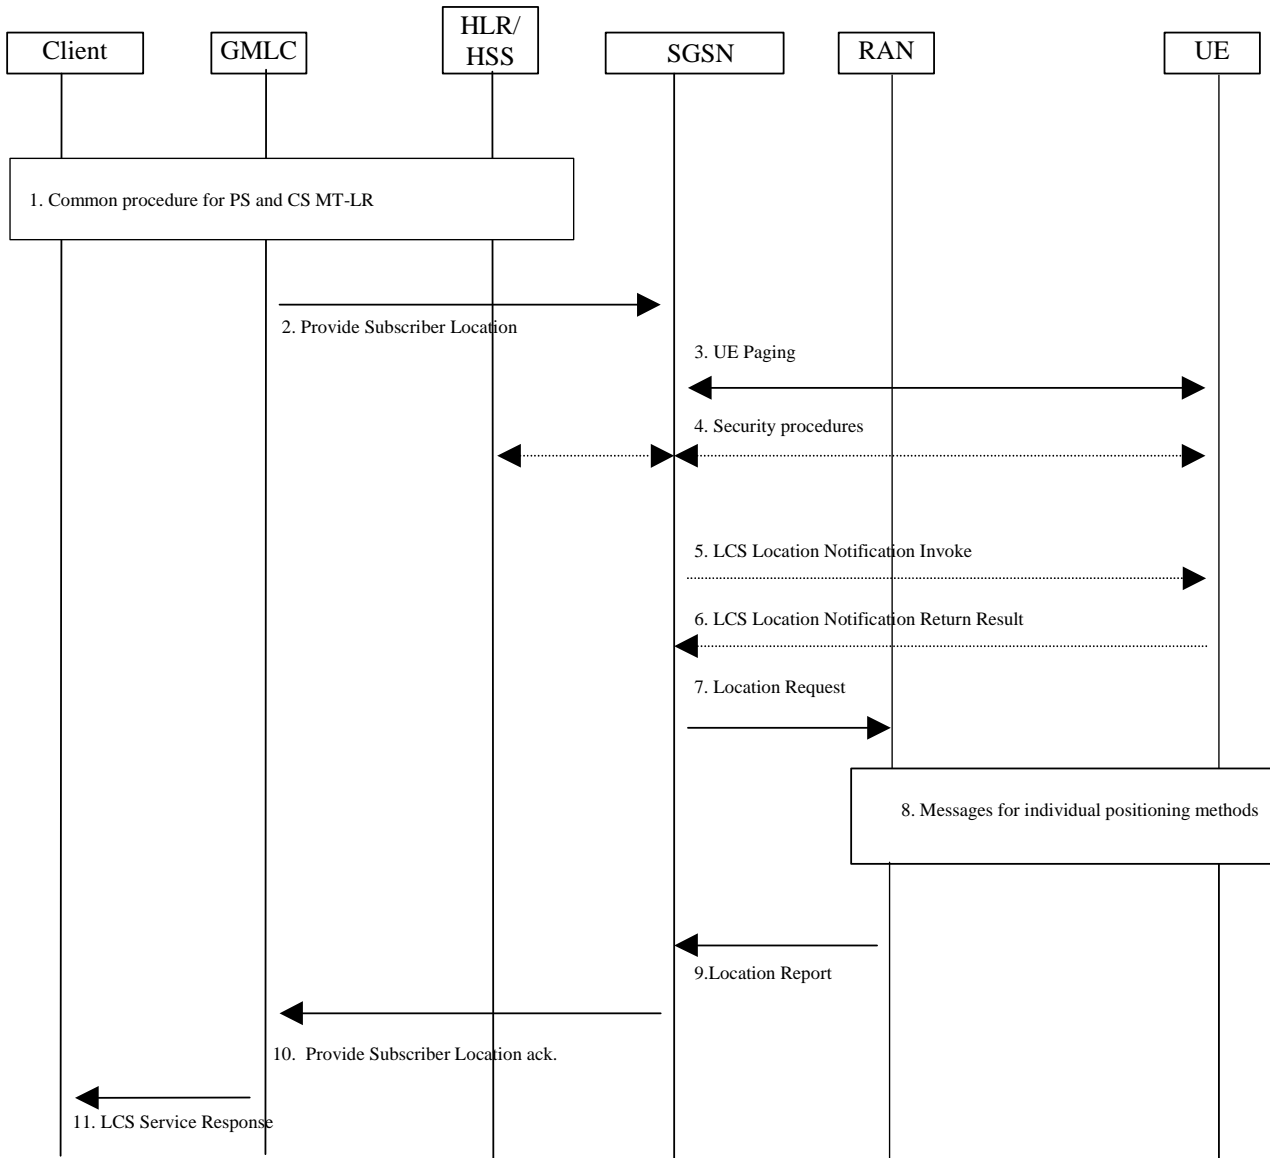 Client
GMLC
HLR/
HSS
SGSN
RAN
UE
1. Common procedure for PS and CS MT-LR
2. Provide Subscriber Location
3. UE Paging
4. Security procedures
5. LCS Location Notification Invoke
6. LCS Location Notification Return Result
7. Location Request
8. Messages for individual positioning methods
9.Location Report
10. Provide Subscriber Location ack.
11. LCS Service Response